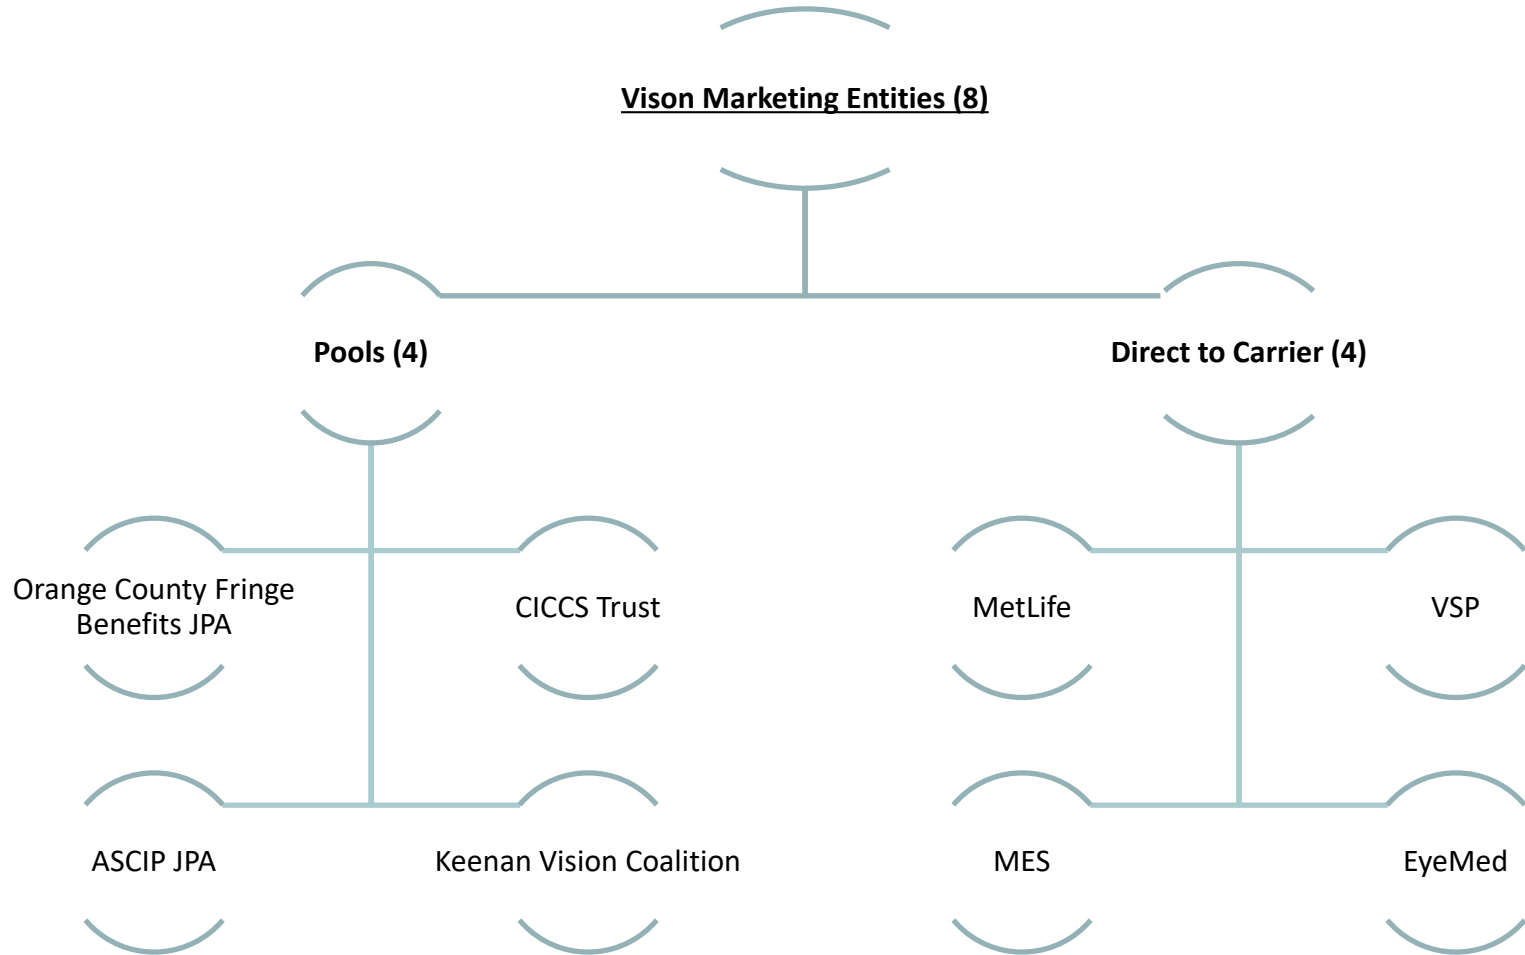 Vison Marketing Entities (8)
Pools (4)
Direct to Carrier (4)
Orange County Fringe
Benefits JPA
CICCS Trust
MetLife
VSP
ASCIP JPA
Keenan Vision Coalition
MES
EyeMed